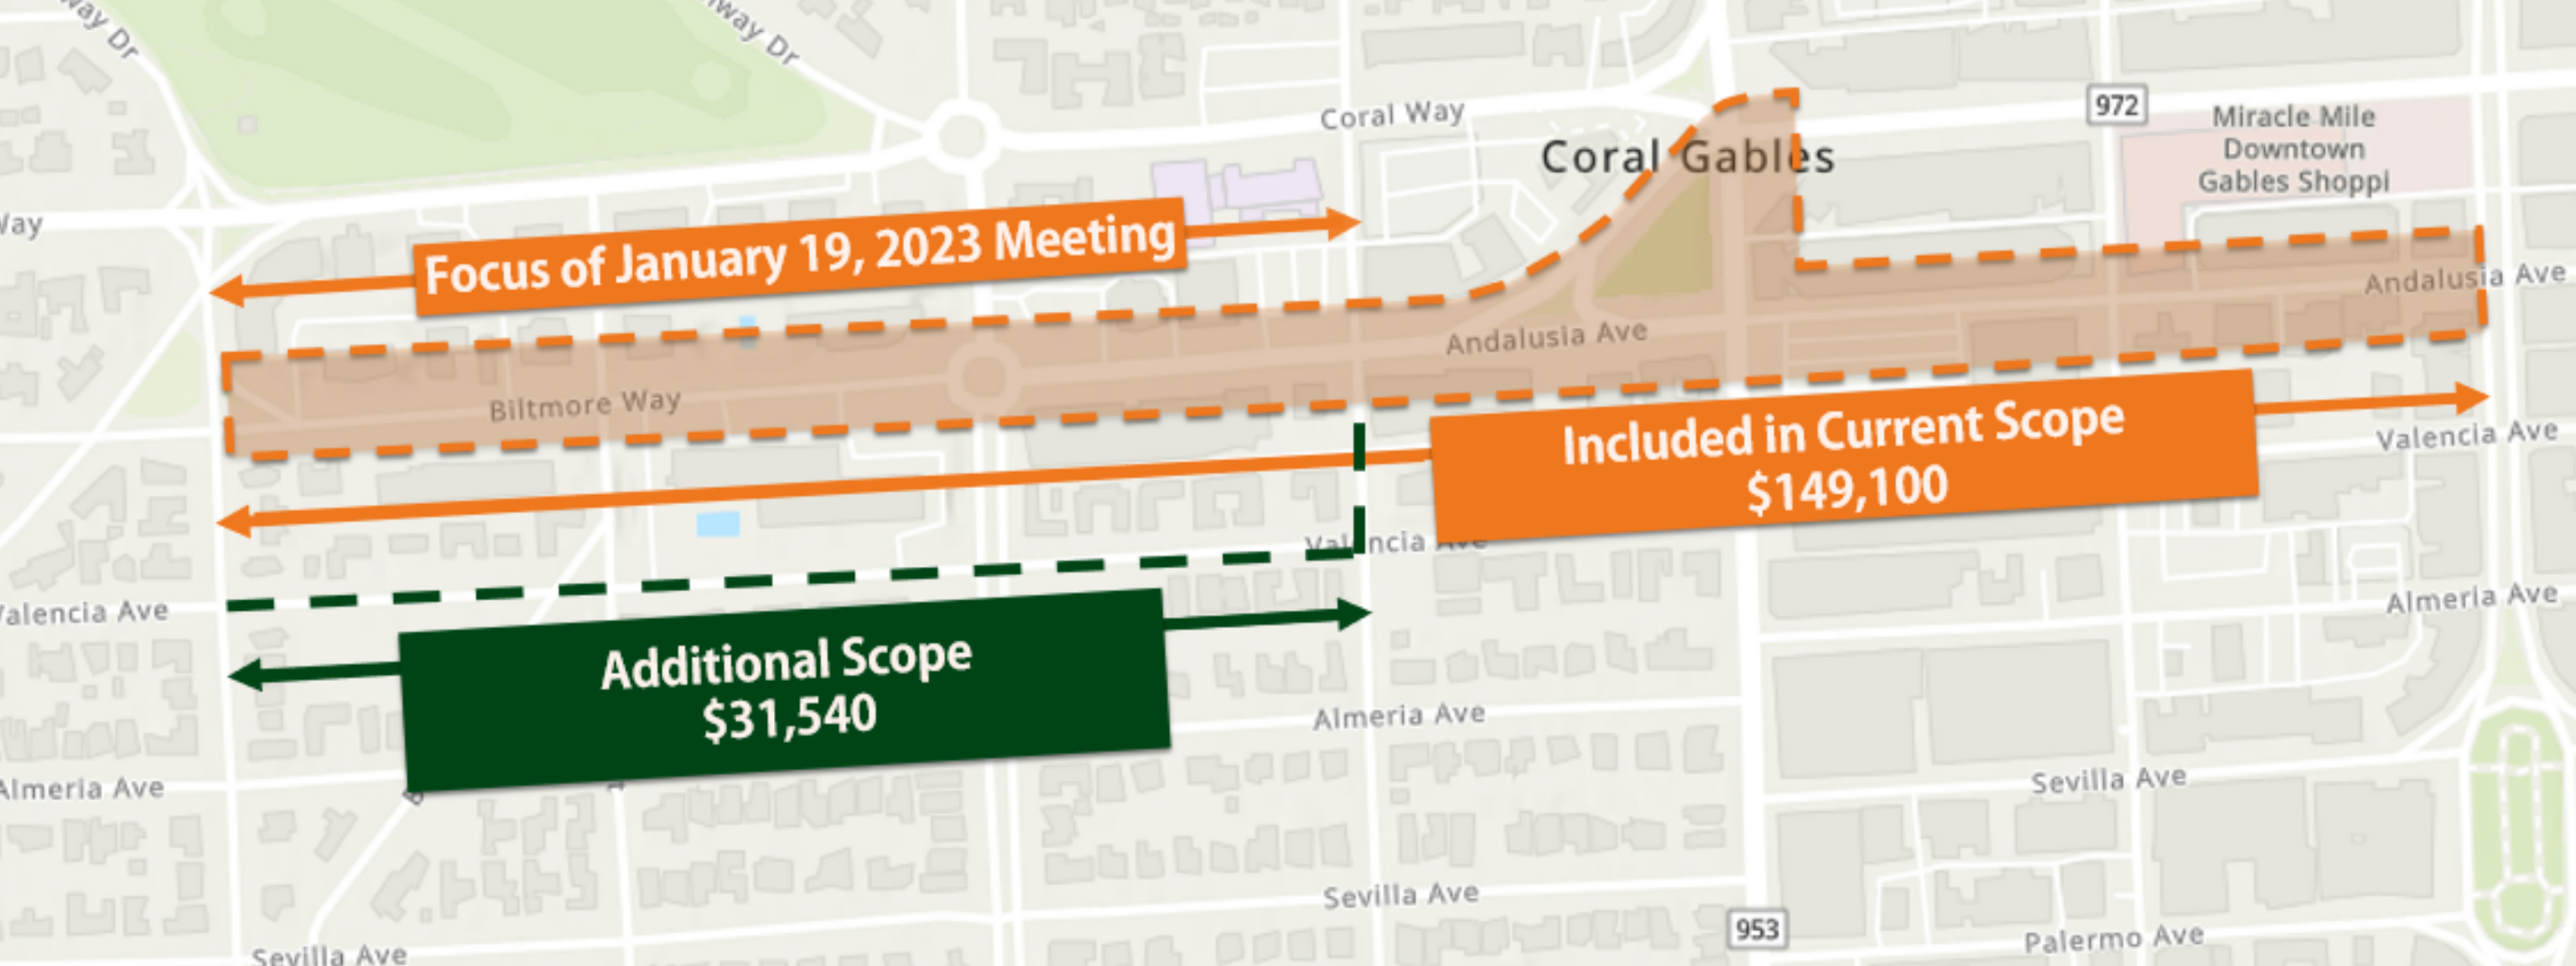 Way Dr
way Dr
Coral Way
972
Miracle Mile
Downtown
Gables Shoppi
Coral Gables
Way
Focus of January 19, 2023 Meeting
Andalusia Ave
Andalusia Ave
Biltmore Way
Included in Current Scope
$149,100
Valencia Ave
Valencia Ave
Valencia Ave
Almeria Ave
Additional Scope
$31,540
Almeria Ave
Almeria Ave
Sevilla Ave
Sevilla Ave
953
Palermo Ave
Sevilla Ave